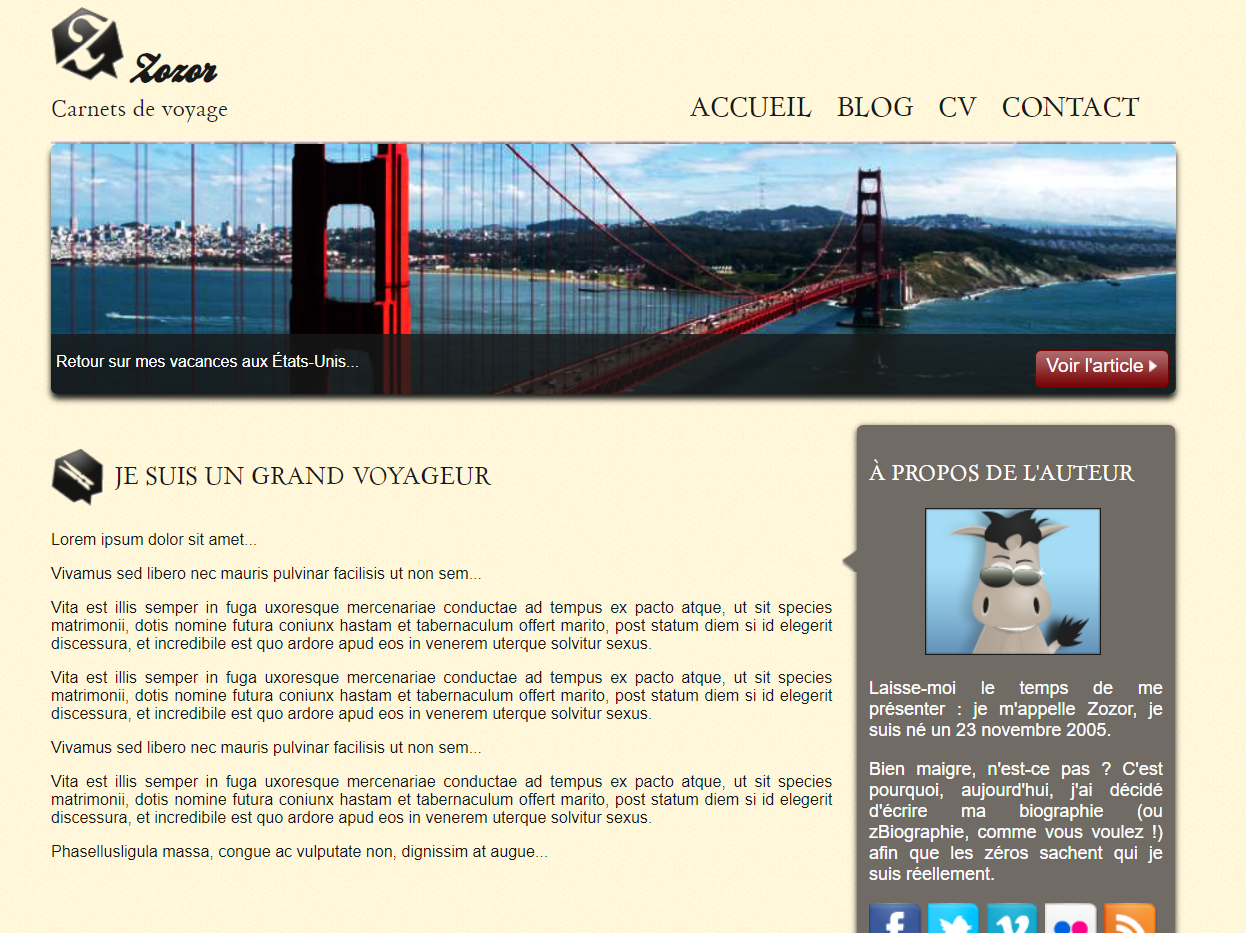 Zozor
Carnets de voyage
ACCUEIL BLOG CV CONTACT
Retour sur mes vacances aux États-Unis...
Voir l'article
JE SUIS UN GRAND VOYAGEUR
Lorem ipsum dolor sit amet...
Vivamus sed libero nec mauris pulvinar facilisis ut non sem...
Vita est illis semper in fuga uxoresque mercenariae conductae ad tempus ex pacto atque, ut sit species
matrimonii, dotis nomine futura coniunx hastam et tabernaculum offert marito, post statum diem si id elegerit
discessura, et incredibile est quo ardore apud eos in venerem uterque solvitur sexus.
Vita est illis semper in fuga uxoresque mercenariae conductae ad tempus ex pacto atque, ut sit species
matrimonii, dotis nomine futura coniunx hastam et tabernaculum offert marito, post statum diem si id elegerit
discessura, et incredibile est quo ardore apud eos in venerem uterque solvitur sexus.
Vivamus sed libero nec mauris pulvinar facilisis ut non sem...
Vita est illis semper in fuga uxoresque mercenariae conductae ad tempus ex pacto atque, ut sit species
matrimonii, dotis nomine futura coniunx hastam et tabernaculum offert marito, post statum diem si id elegerit
discessura, et incredibile est quo ardore apud eos in venerem uterque solvitur sexus.
Phasellusligula massa, congue ac vulputate non, dignissim at augue...
À PROPOS DE L'AUTEUR
Laisse-moi le temps de me
présenter : je m'appelle Zozor, je
suis né un 23 novembre 2005.
Bien maigre, n'est-ce pas ? C'est
pourquoi, aujourd'hui, j'ai décidé
d'écrire ma biographie (ou
zBiographie, comme vous voulez !)
afin que les zéros sachent qui je
suis réellement.